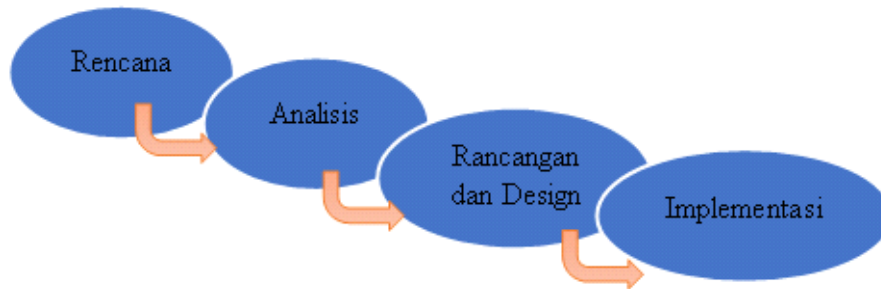 Rencana
Analisis
Rancangan
dan Design
Implementasi